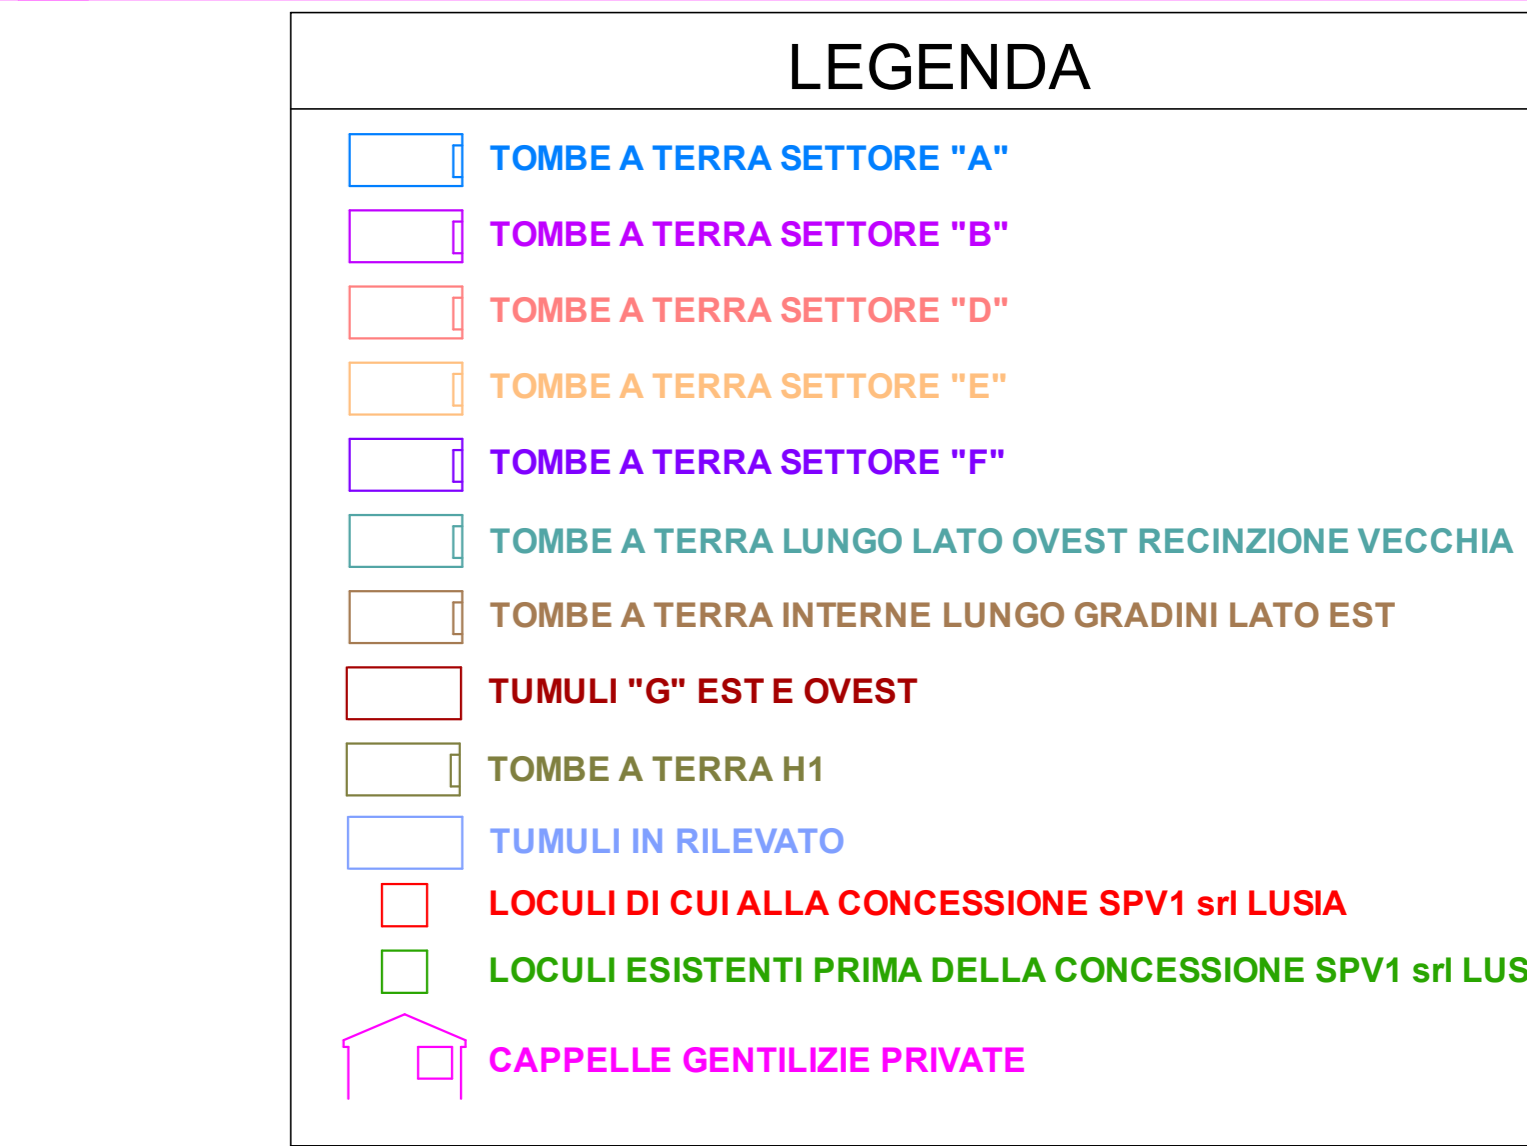 LEGENDA
TOMBE A TERRA SETTORE "A"
TOMBE A TERRA SETTORE "B"
TOMBE A TERRA SETTORE "D"
TOMBE A TERRA SETTORE "E"
TOMBE A TERRA SETTORE "F"
TOMBE A TERRA LUNGO LATO OVEST RECINZIONE VECCHIA
TOMBE A TERRA INTERNE LUNGO GRADINI LATO EST
TUMULI "G" EST E OVEST
TOMBE A TERRA H1
TUMULI IN RILEVATO
LOCULI DI CUI ALLA CONCESSIONE SPV1 srl LUSIA
LOCULI ESISTENTI PRIMA DELLA CONCESSIONE SPV1 srl
CAPPELLE GENTILIZIE PRIVATE